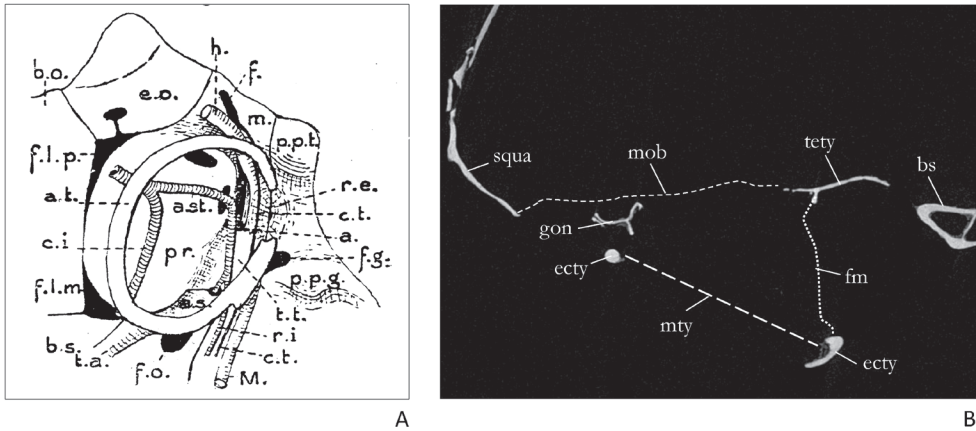 h.
f.
b.o.
e.o.
m.
p.p.t.
f.l.p.
a.t.
a.st.
r.e.
c.t.
a.
c.i
p r.
f.g.
p.p.g.
f.l.m
a.s.
t.t.
b.s.
t.a.
r.i
f.o.
c.t.
M.
A
squa
mob
tety
bs
gon
ecty
fm
mty
ecty
B